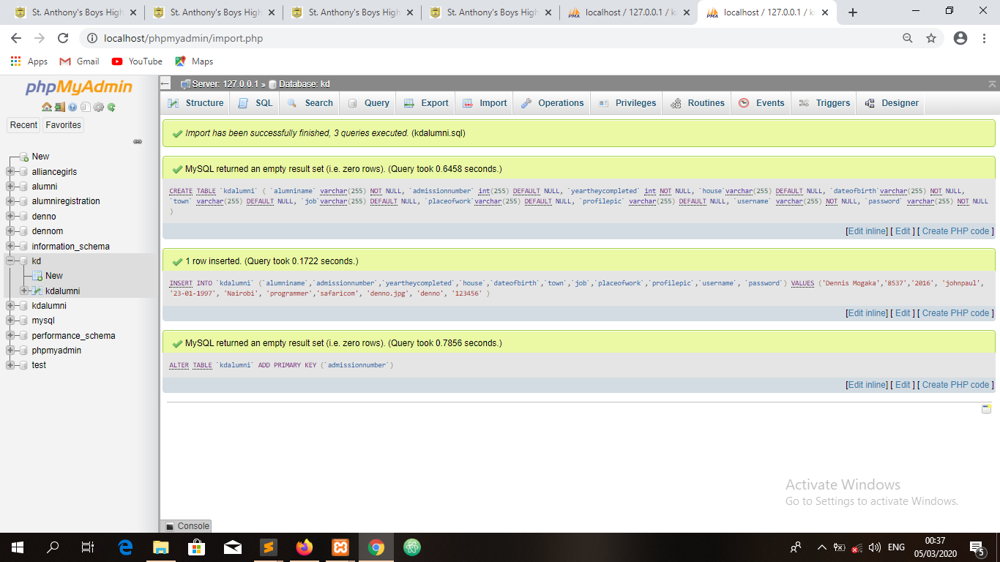 St. Anthony's Boys High
St. Anthony's Boys High
St. Anthony's Boys High
St. Anthony's Boys High
localhost / 127.0.0.1 / k
localhost / 127.0.0.1 / k
localhost/phpmyadmin/import.php
Apps Gmail YouTube Maps
phpMyAdmin
Recent Favorites
New
alliancegirls
alumni
alumniregistration
denno
dennom
information_schema
kd
New
kdalumni
kdalumni
mysql
performance_schema
phpmyadmin
test
Server: 127.0.0.1 » Database: kd
Structure SQL Search Query Export Import Operations Privileges Routines Events Triggers Designer
Import has been successfully finished, 3 queries executed. (kdalumni.sql)
MySQL returned an empty result set (i.e. zero rows). (Query took 0.6458 seconds.)
CREATE TABLE `kdalumni` ( `alumniname` varchar(255) NOT NULL, `admissionnumber` int(255) DEFAULT NULL, `yeartheycompleted` int NOT NULL, `house`varchar(255) DEFAULT NULL, `dateofbirth`varchar(255) NOT NULL,
`town` varchar(255) DEFAULT NULL, `job`varchar(255) DEFAULT NULL, `placeofwork`varchar(255) DEFAULT NULL, `profilepic` varchar(255) DEFAULT NULL, `username` varchar(255) NOT NULL, `password` varchar(255) NOT NULL
)
[Edit inline] [ Edit ] [ Create PHP code ]
1 row inserted. (Query took 0.1722 seconds.)
INSERT INTO `kdalumni` (`alumniname`,`admissionnumber`,`yeartheycompleted`,`house`,`dateofbirth`,`town`,`job`,`placeofwork`,`profilepic`,`username`, `password`) VALUES ('Dennis Mogaka','8537','2016', 'johnpaul',
'23-01-1997', 'Nairobi', 'programmer','safaricom', 'denno.jpg', 'denno', '123456' )
[Edit inline] [ Edit ] [ Create PHP code ]
MySQL returned an empty result set (i.e. zero rows). (Query took 0.7856 seconds.)
ALTER TABLE `kdalumni` ADD PRIMARY KEY (`admissionnumber`)
[Edit inline] [ Edit ] [ Create PHP code ]
Activate Windows
Go to Settings to activate Windows.
Console
ENG
00:37
05/03/2020
5